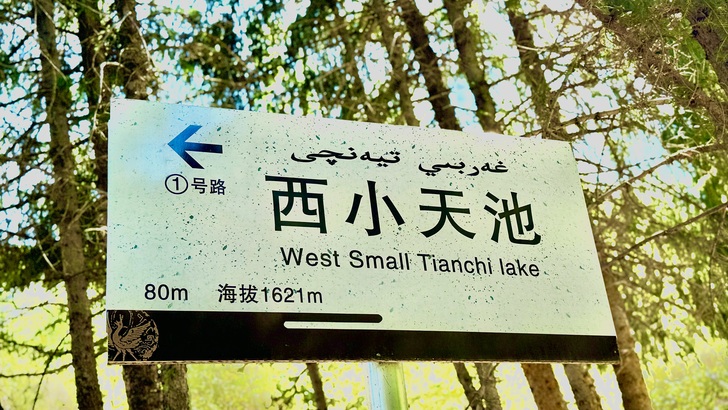 غەربىي تيەنچى
①号路
西小天池
West Small Tianchi lake
80m 海拔1621m